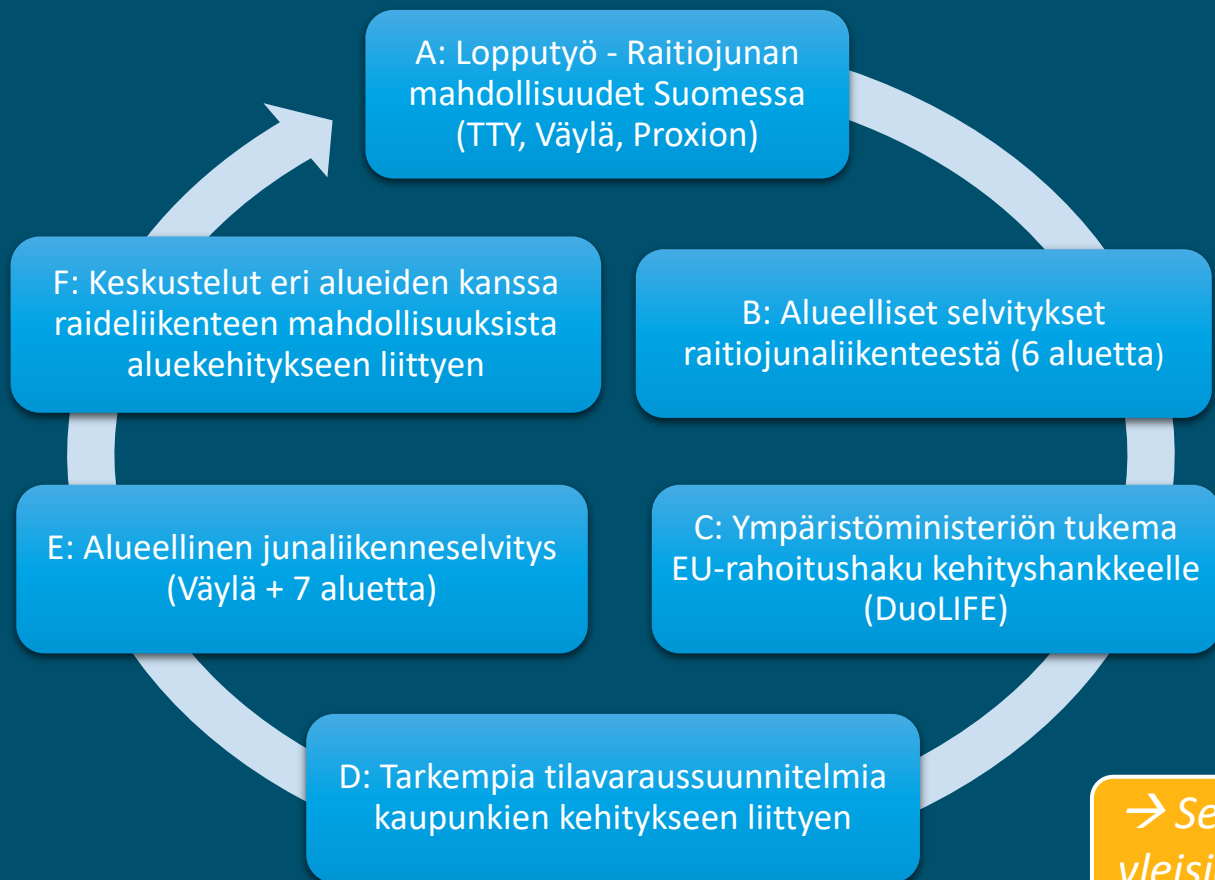 A: Lopputyö - Raitiojunan
mahdollisuudet Suomessa
(TTY, Väylä, Proxion)
B: Alueelliset selvitykset
raitiojunaliikenteestä (6 aluetta)
C: Ympäristöministeriön tukema
EU-rahoitushaku kehityshankkeelle
(DuoLIFE)
D: Tarkempia tilavaraussuunnitelmia
kaupunkien kehitykseen liittyen
E: Alueellinen junaliikenneselvitys
(Väylä + 7 aluetta)
F: Keskustelut eri alueiden kanssa
raideliikenteen mahdollisuuksista
aluekehitykseen liittyen
→ Se